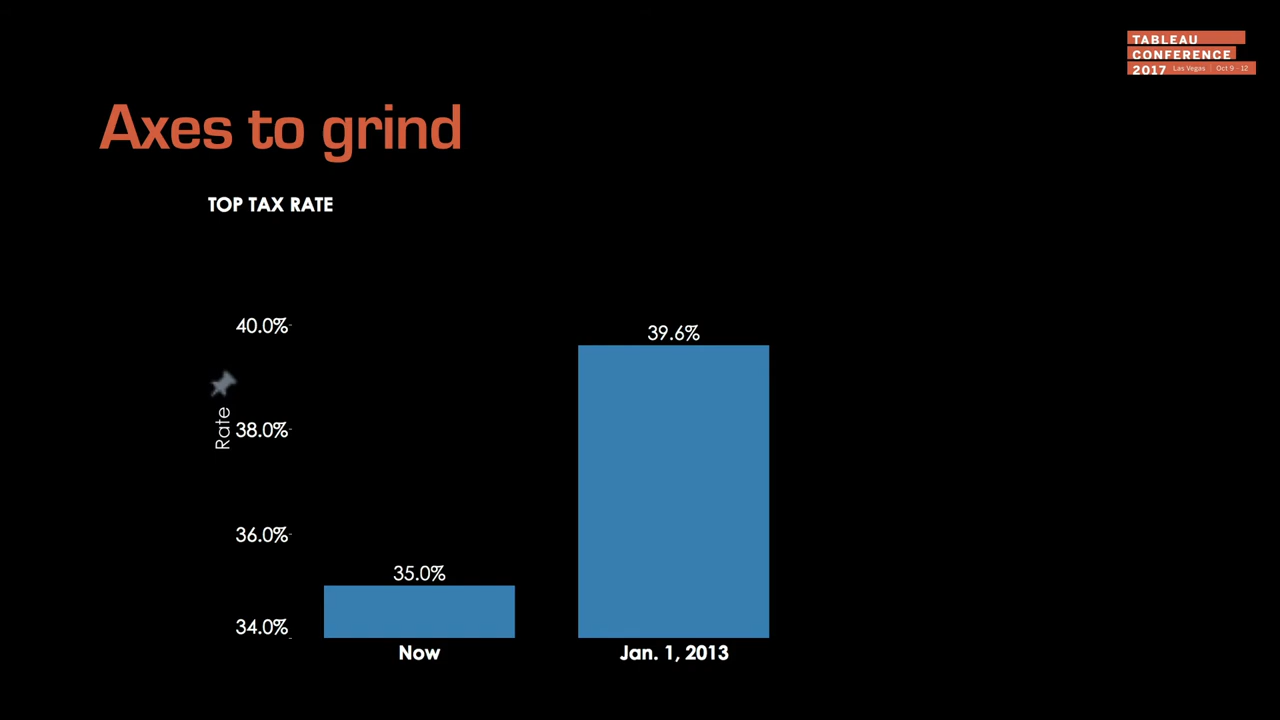 TABLEAU
CONFERENCE
2017 Las Vegas | Oct 9 - 12
Axes to grind
TOP TAX RATE
40.0%
39.6%
Rate
38.0%
36.0%
35.0%
34.0%
Now
Jan. 1, 2013